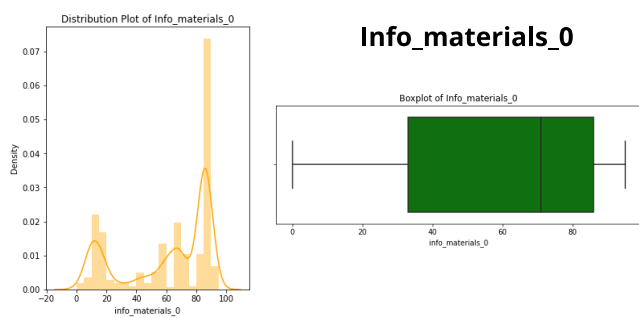 Distribution Plot of Info_materials_0
Info_materials_0
0.07
0.06
0.05
0.04
0.03
0.02
0.01
0.00
Density
−20 0 20 40 60 80 100
info_materials_0
Boxplot of Info_materials_0
0 20 40 60 80
info_materials_0